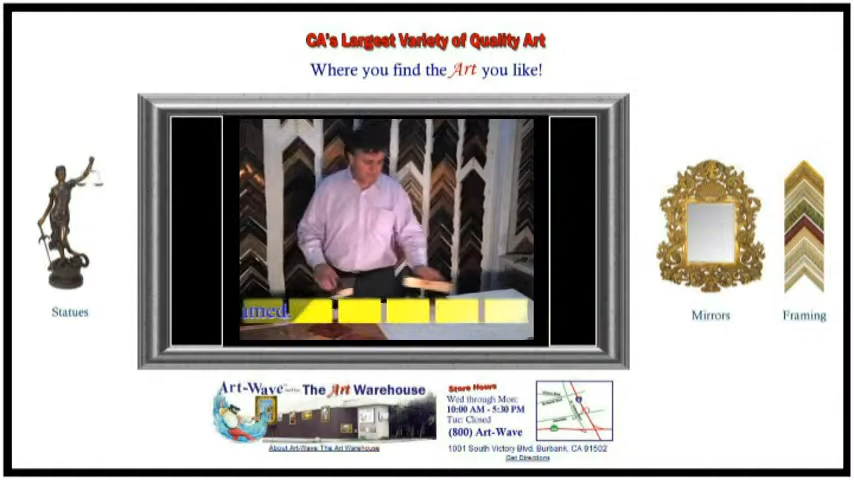 CA's Largest Variety of Quality Art
Where you find the Art you like!
Statues
Mirrors
Framing
Art-Wave The Art Warehouse
About Art-Wave, The Art Warehouse
Store Hours
Wed through Mon:
10:00 AM - 5:30 PM
Tue: Closed
(800) Art-Wave
1001 South Victory Blvd. Burbank, CA 91502
Get Directions